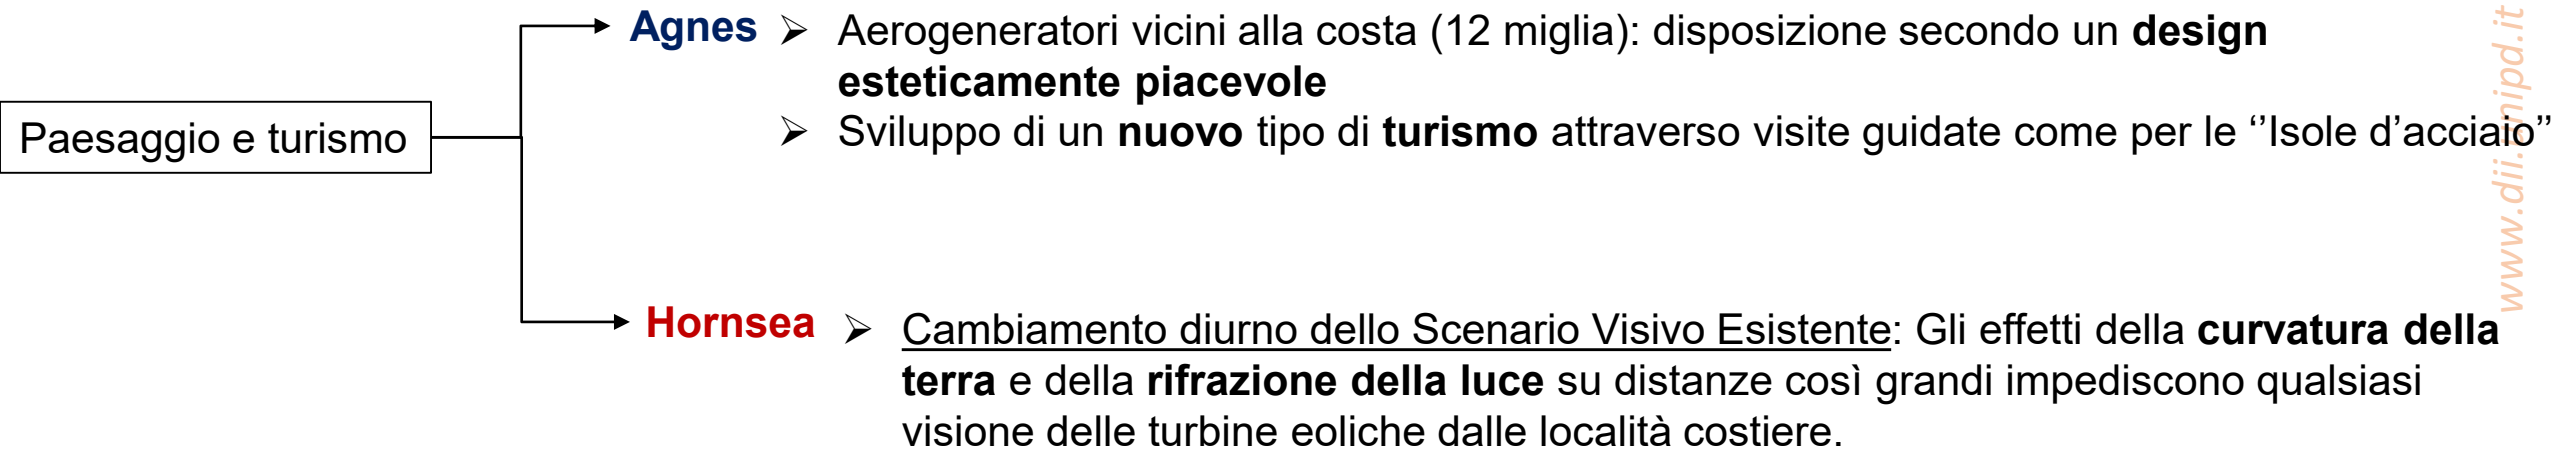 Agnes
➢ Aerogeneratori vicini alla costa (12 miglia): disposizione secondo un design
esteticamente piacevole
Paesaggio e turismo
➢ Sviluppo di un nuovo tipo di turismo attraverso visite guidate come per le ‘’Isole d’acciaio’’
Hornsea
➢ Cambiamento diurno dello Scenario Visivo Esistente: Gli effetti della curvatura della
terra e della rifrazione della luce su distanze così grandi impediscono qualsiasi
visione delle turbine eoliche dalle località costiere.
www.dii.unipd.it